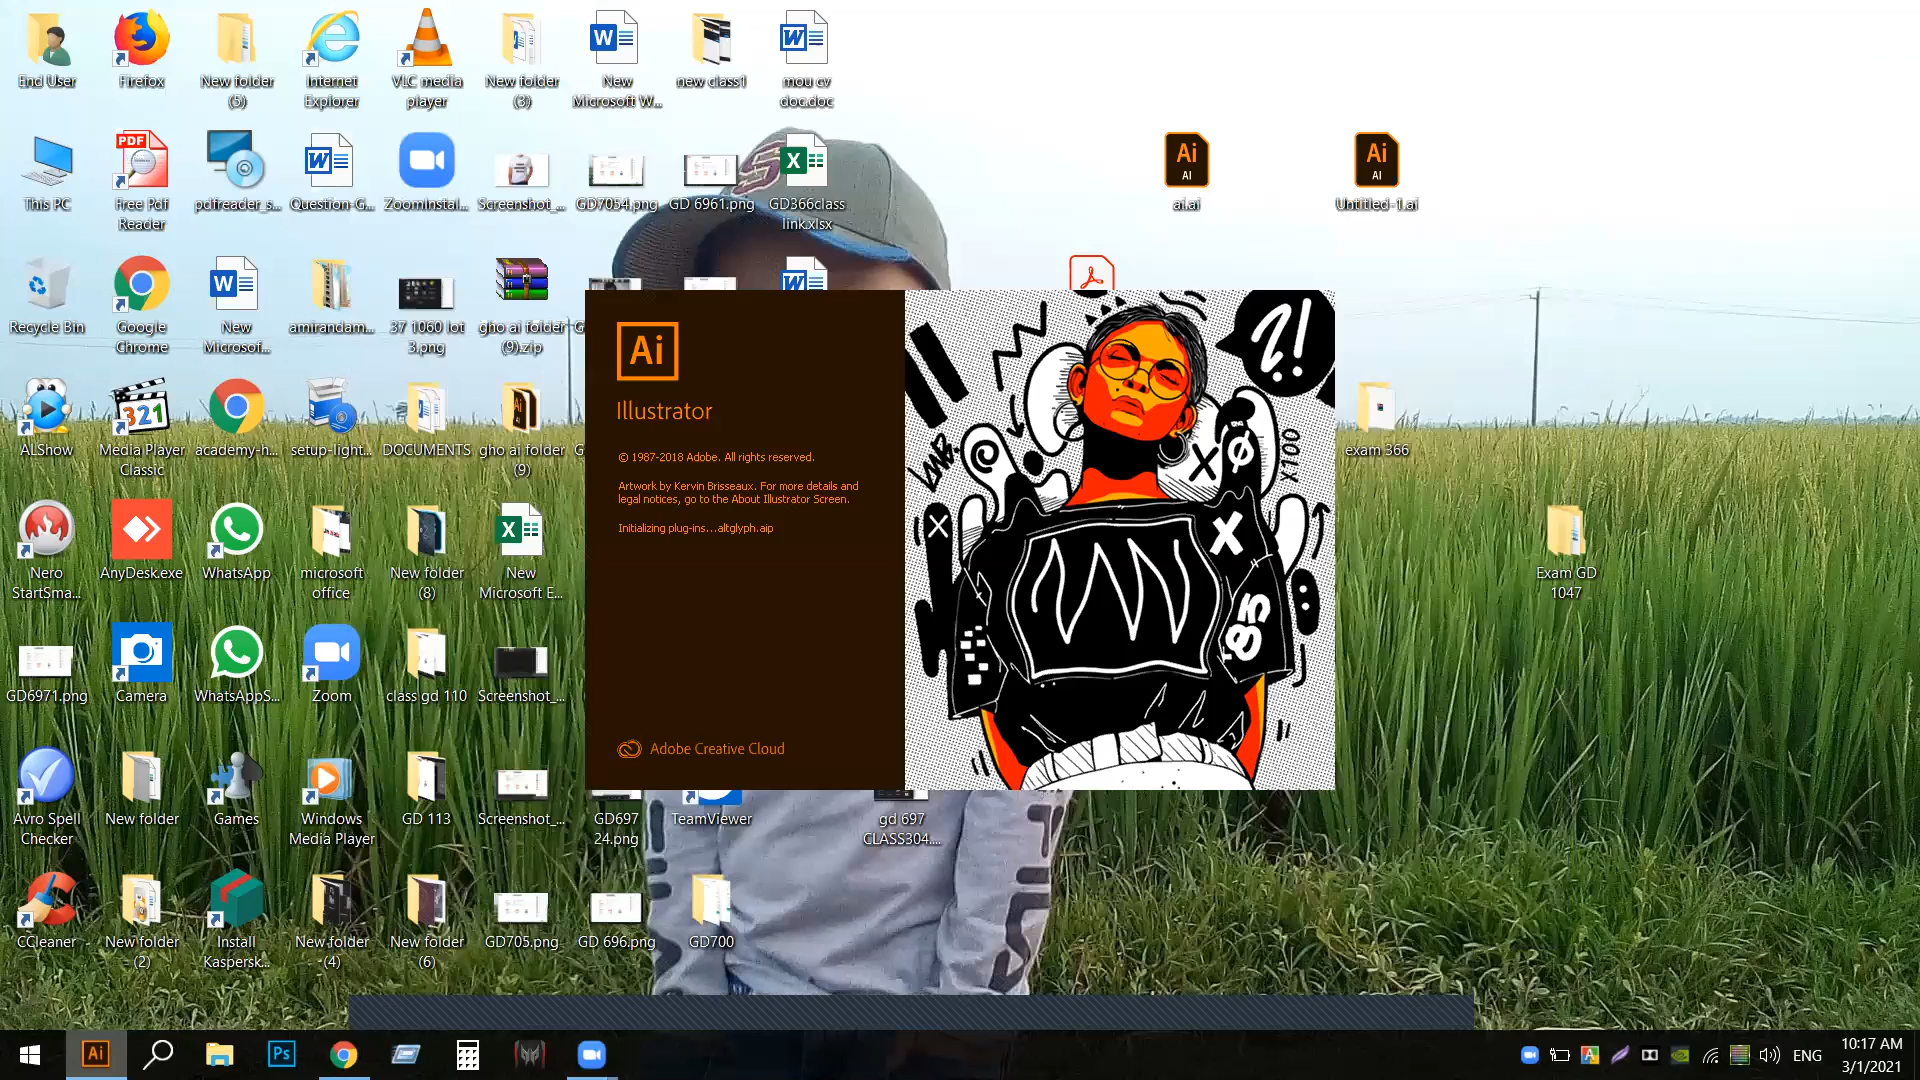 End User
Firefox
New folder
(5)
Internet
Explorer
VLC media
player
New folder
(3)
New
Microsoft W...
new class1
mou cv
doc.doc
This PC
Free Pdf
Reader
pdfreader_s...
Question-G...
ZoomInstal...
Screenshot_...
GD7054.png
GD 6961.png
GD366class
link.xlsx
ai.ai
Untitled-1.ai
Recycle Bin
Google
Chrome
New
Microsof...
amirandam...
37 1060 lot
3.png
gho ai folder
(9).zip
ALShow
Media Player
Classic
academy-h...
setup-light...
DOCUMENTS
gho ai folder
(9)
exam 366
Nero
StartSma...
AnyDesk.exe
WhatsApp
microsoft
office
New folder
(8)
New
Microsoft E...
Exam GD
1047
GD6971.png
Camera
WhatsAppS...
Zoom
class gd 110
Screenshot_...
Avro Spell
Checker
New folder
Games
Windows
Media Player
GD 113
Screenshot_...
GD697
24.png
TeamViewer
gd 697
CLASS304....
CCleaner
New folder
(2)
Install
Kaspersk...
New folder
(4)
New folder
(6)
GD705.png
GD 696.png
GD700
Ai
Illustrator
© 1987-2018 Adobe. All rights reserved.
Artwork by Kervin Brisseaux. For more details and
legal notices, go to the About Illustrator Screen.
Initializing plug-ins...altglyph.aip
Adobe Creative Cloud
?!
X100
'85
Ai
Ps
ENG
10:17 AM
3/1/2021